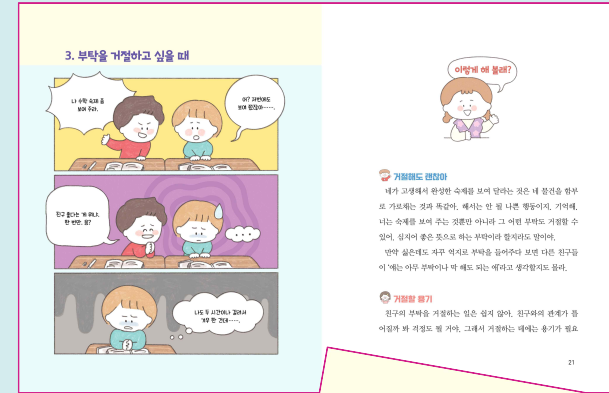 3. 부탁을 거절하고 싶을 때
나 수학 숙제 좀
보여 주라.
어? 저번에도
보여 줬잖아…….
친구 좋다는 게 뭐냐,
한 번만, 응?
나도 두 시간이나 걸려서
겨우 한 건데…….
이렇게 해 볼래?
거절해도 괜찮아
네가 고생해서 완성한 숙제를 보여 달라는 것은 네 물건을 함부
로 가로채는 것과 똑같아. 해서는 안 될 나쁜 행동이지. 기억해,
너는 숙제를 보여 주는 것뿐만 아니라 그 어떤 부탁도 거절할 수
있어. 심지어 좋은 뜻으로 하는 부탁이라 할지라도 말이야.
만약 싫은데도 자꾸 억지로 부탁을 들어주다 보면 다른 친구들
이 '얘는 아무 부탁이나 막 해도 되는 애'라고 생각할지도 몰라.
거절할 용기
친구의 부탁을 거절하는 일은 쉽지 않아. 친구와의 관계가 틀
어질까 봐 걱정도 될 거야. 그래서 거절하는 데에는 용기가 필요
21